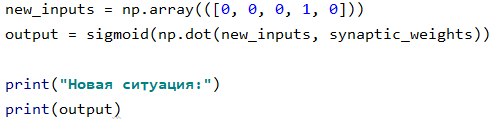 new_inputs = np.array(([0, 0, 0, 1, 0]))
output = sigmoid(np.dot(new_inputs, synaptic_weights))
print("Новая ситуация:")
print(output)